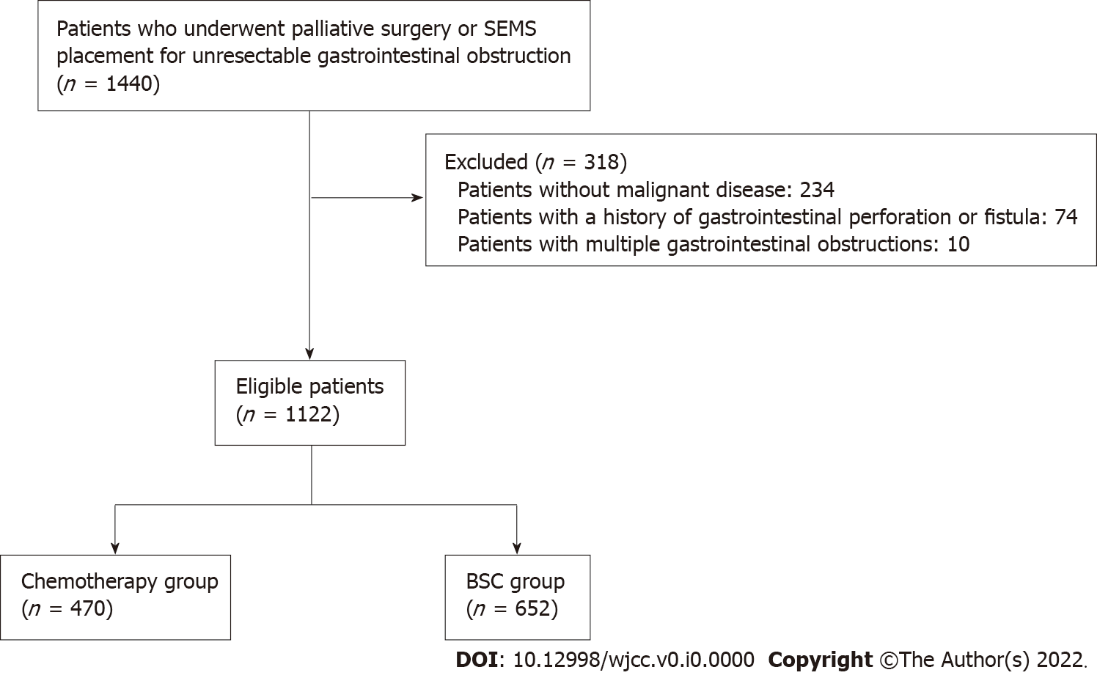 Patients who underwent palliative surgery or SEMS
placement for unresectable gastrointestinal obstruction
(n = 1440)
Excluded (n = 318)
Patients without malignant disease: 234
Patients with a history of gastrointestinal perforation or fistula: 74
Patients with multiple gastrointestinal obstructions: 10
Eligible patients
(n = 1122)
Chemotherapy group
(n = 470)
BSC group
(n = 652)
DOI: 10.12998/wjcc.v0.i0.0000 Copyright ©The Author(s) 2022.